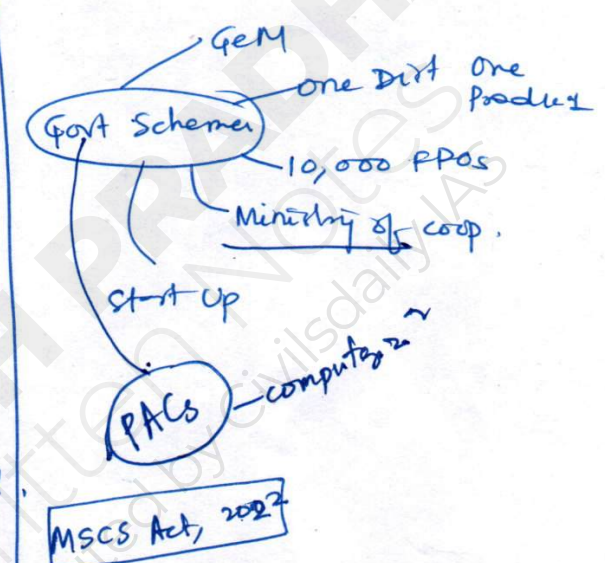 GeM
One Dist One
Product
Govt Schemes
10,000 FPOs
Ministry of coop.
Start Up
PACs
computerizn
MSCS Act, 2022